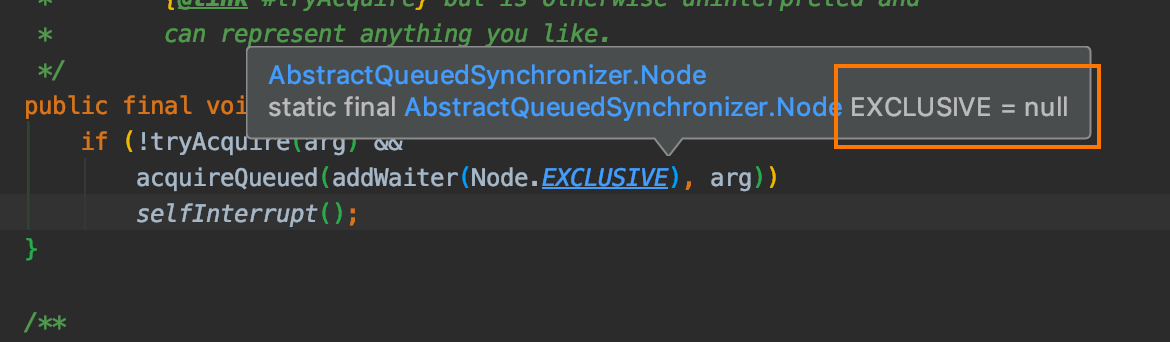 * {@link #tryAcquire} but is otherwise uninterpreted and
* can represent anything you like.
*/
AbstractQueuedSynchronizer.Node
static final AbstractQueuedSynchronizer.Node EXCLUSIVE = null
public final voi
if (!tryAcquire(arg) &&
acquireQueued(addWaiter(Node.EXCLUSIVE), arg))
selfInterrupt();
}
/**